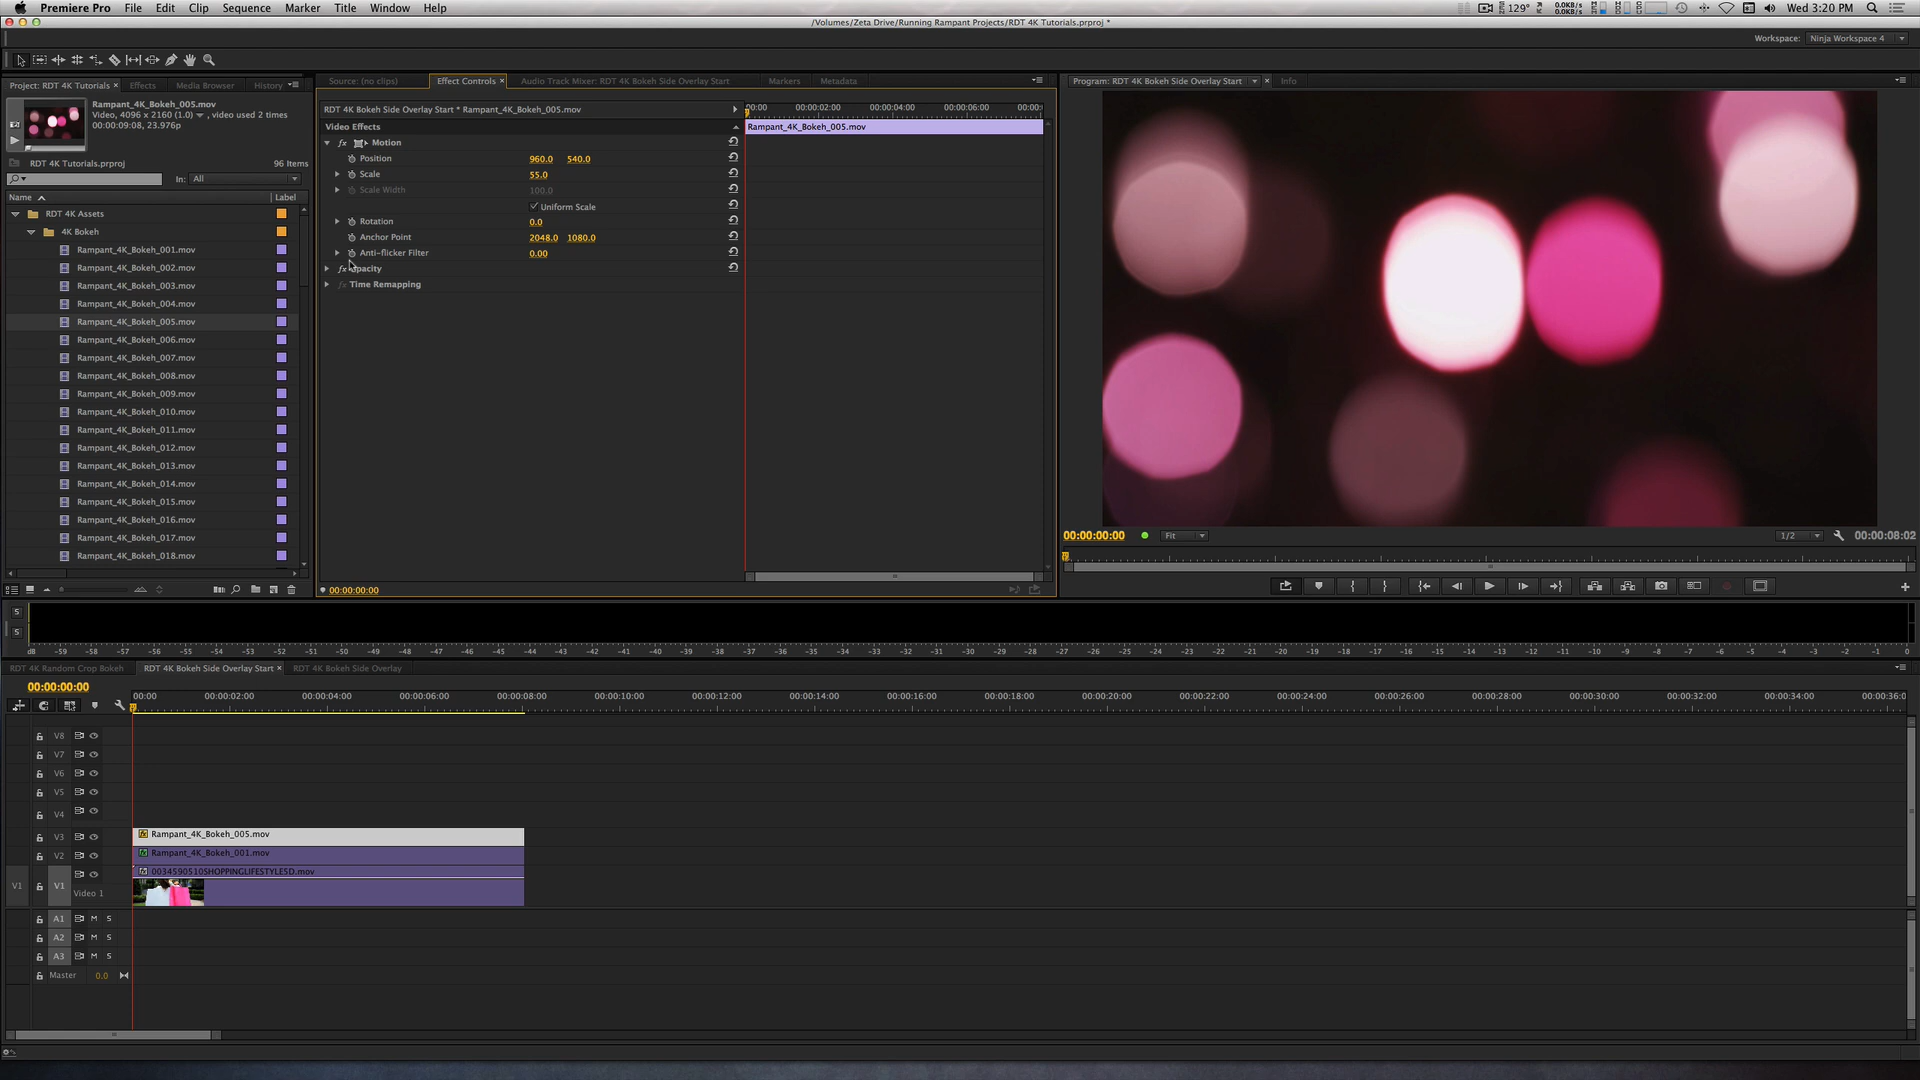 Premiere Pro File Edit Clip Sequence Marker Title Window Help 129° 0.0KB/s 0.0KB/s Wed 3:20 PM
/Volumes/Zeta Drive/Running Rampant Projects/RDT 4K Tutorials.prproj *
Workspace: Ninja Workspace 4
Project: RDT 4K Tutorials × Effects Media Browser History
Rampant_4K_Bokeh_005.mov
Video, 4096 x 2160 (1.0) , video used 2 times
00:00:09:08, 23.976p
RDT 4K Tutorials.prproj 96 Items
In: All
Name Label
RDT 4K Assets
4K Bokeh
Rampant_4K_Bokeh_001.mov
Rampant_4K_Bokeh_002.mov
Rampant_4K_Bokeh_003.mov
Rampant_4K_Bokeh_004.mov
Rampant_4K_Bokeh_005.mov
Rampant_4K_Bokeh_006.mov
Rampant_4K_Bokeh_007.mov
Rampant_4K_Bokeh_008.mov
Rampant_4K_Bokeh_009.mov
Rampant_4K_Bokeh_010.mov
Rampant_4K_Bokeh_011.mov
Rampant_4K_Bokeh_012.mov
Rampant_4K_Bokeh_013.mov
Rampant_4K_Bokeh_014.mov
Rampant_4K_Bokeh_015.mov
Rampant_4K_Bokeh_016.mov
Rampant_4K_Bokeh_017.mov
Rampant_4K_Bokeh_018.mov
Source: (no clips) Effect Controls × Audio Track Mixer: RDT 4K Bokeh Side Overlay Start Markers Metadata
RDT 4K Bokeh Side Overlay Start * Rampant_4K_Bokeh_005.mov
00:00 00:00:02:00 00:00:04:00 00:00:06:00 00:00:
Video Effects Rampant_4K_Bokeh_005.mov
fx Motion
Position 960.0 540.0
Scale 55.0
Scale Width 100.0
Uniform Scale
Rotation 0.0
Anchor Point 2048.0 1080.0
Anti-flicker Filter 0.00
fx pacity
fx Time Remapping
00:00:00:00
Program: RDT 4K Bokeh Side Overlay Start × Info
00:00:00:00 Fit 1/2 00:00:08:02
S
S
dB -59 -58 -57 -56 -55 -54 -53 -52 -51 -50 -49 -48 -47 -46 -45 -44 -43 -42 -41 -40 -39 -38 -37 -36 -35 -34 -33 -32 -31 -30 -29 -28 -27 -26 -25 -24 -23 -22 -21 -20 -19 -18 -17 -16 -15 -14 -13 -12 -11 -10 -9 -8 -7 -6 -5 -4 -3 -2 -1 0
RDT 4K Random Crop Bokeh RDT 4K Bokeh Side Overlay Start × RDT 4K Bokeh Side Overlay
00:00:00:00
00:00 00:00:02:00 00:00:04:00 00:00:06:00 00:00:08:00 00:00:10:00 00:00:12:00 00:00:14:00 00:00:16:00 00:00:18:00 00:00:20:00 00:00:22:00 00:00:24:00 00:00:26:00 00:00:28:00 00:00:30:00 00:00:32:00 00:00:34:00 00:00:36:0
V8
V7
V6
V5
V4
V3 Rampant_4K_Bokeh_005.mov
V2 Rampant_4K_Bokeh_001.mov
0034590510SHOPPINGLIFESTYLE5D.mov
V1 V1 Video 1
A1 M S
A2 M S
A3 M S
Master 0.0